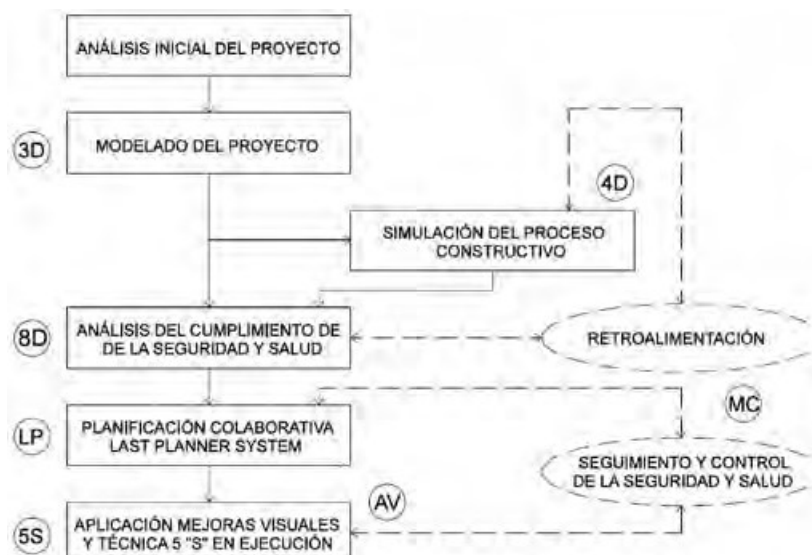 ANÁLISIS INICIAL DEL PROYECTO
3D
MODELADO DEL PROYECTO
4D
SIMULACIÓN DEL PROCESO
CONSTRUCTIVO
8D
ANÁLISIS DEL CUMPLIMIENTO DE
DE LA SEGURIDAD Y SALUD
RETROALIMENTACIÓN
LP
PLANIFICACIÓN COLABORATIVA
LAST PLANNER SYSTEM
MC
SEGUIMIENTO Y CONTROL
DE LA SEGURIDAD Y SALUD
AV
5S
APLICACIÓN MEJORAS VISUALES
Y TÉCNICA 5 "S" EN EJECUCIÓN